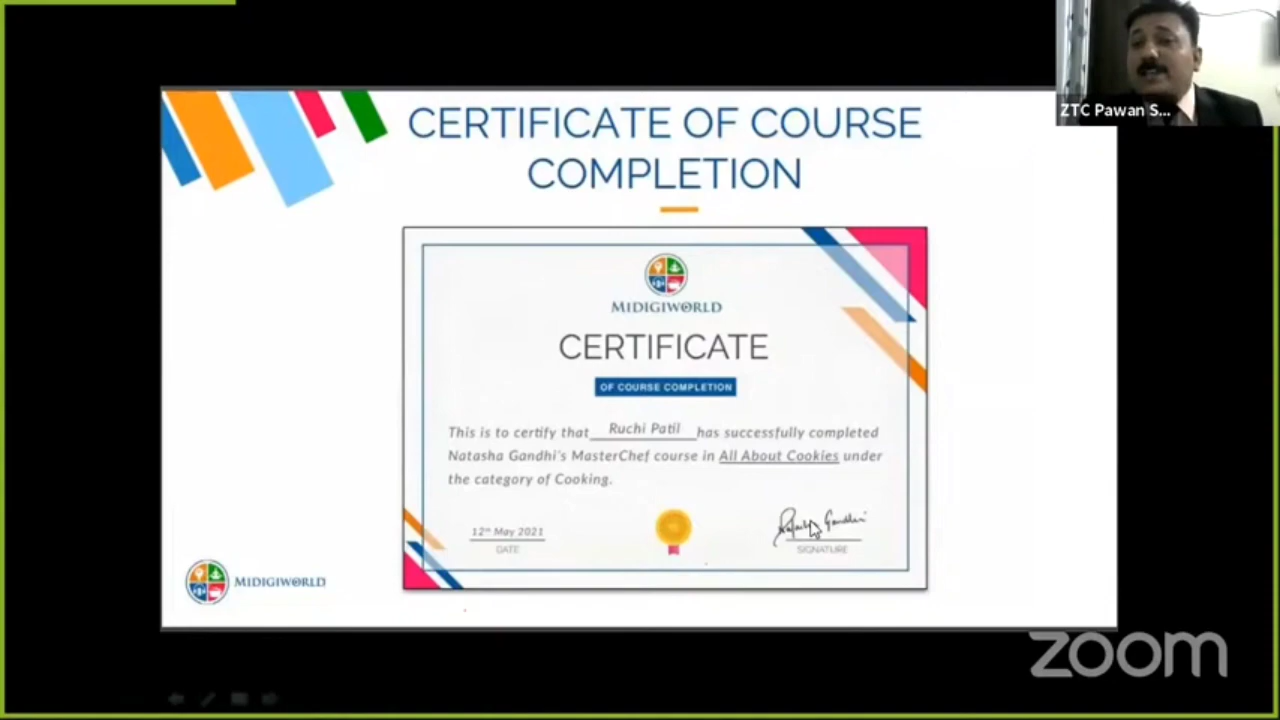 CERTIFICATE OF COURSE
COMPLETION
ZTC Pawan S...
MIDIGIWORLD
CERTIFICATE
OF COURSE COMPLETION
This is to certify that Ruchi Patil has successfully completed
Natasha Gandhi's MasterChef course in All About Cookies under
the category of Cooking.
12th May 2021
DATE
Gandhi
SIGNATURE
MIDIGIWORLD
zoom